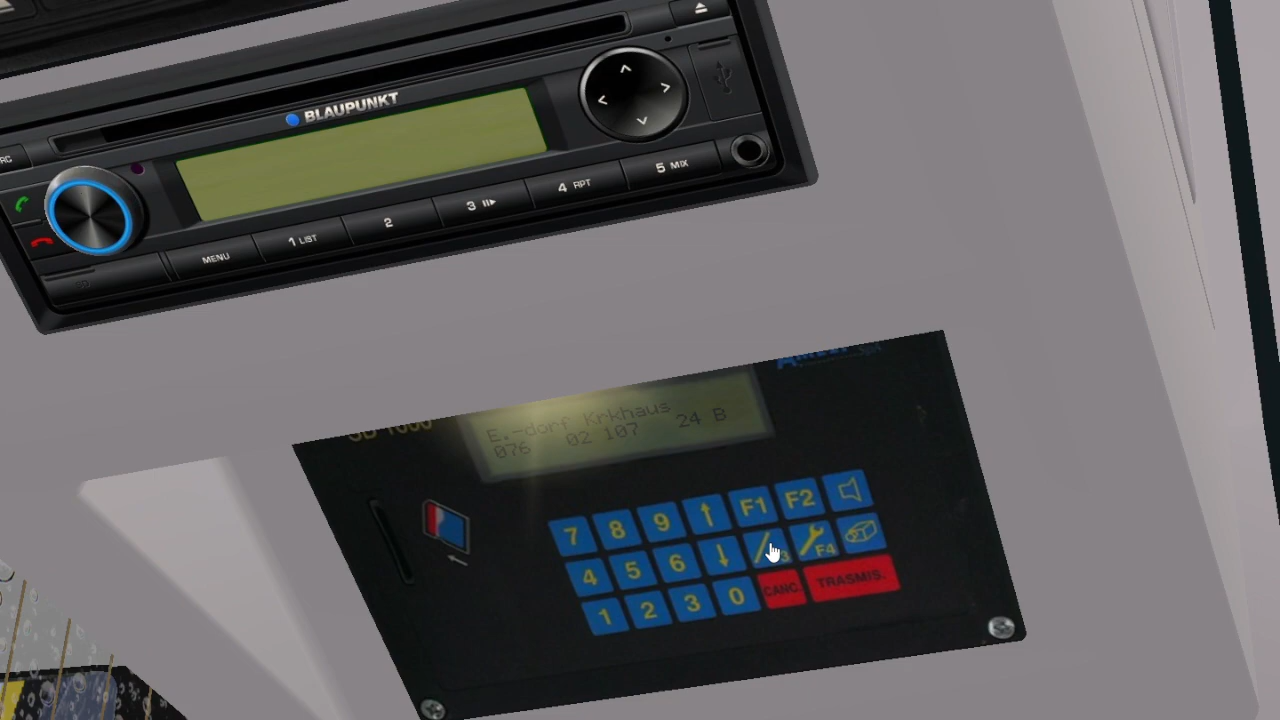 RC
BLAUPUNKT
MENU
1 LIST
2
3
4 RPT
5 MIX
E.-dorf Krkhaus
076 02 107 24 B
7 8 9 ↑ F1 F2
4 5 6 ↓ F4
1 2 3 0 CANC. TRASMIS.